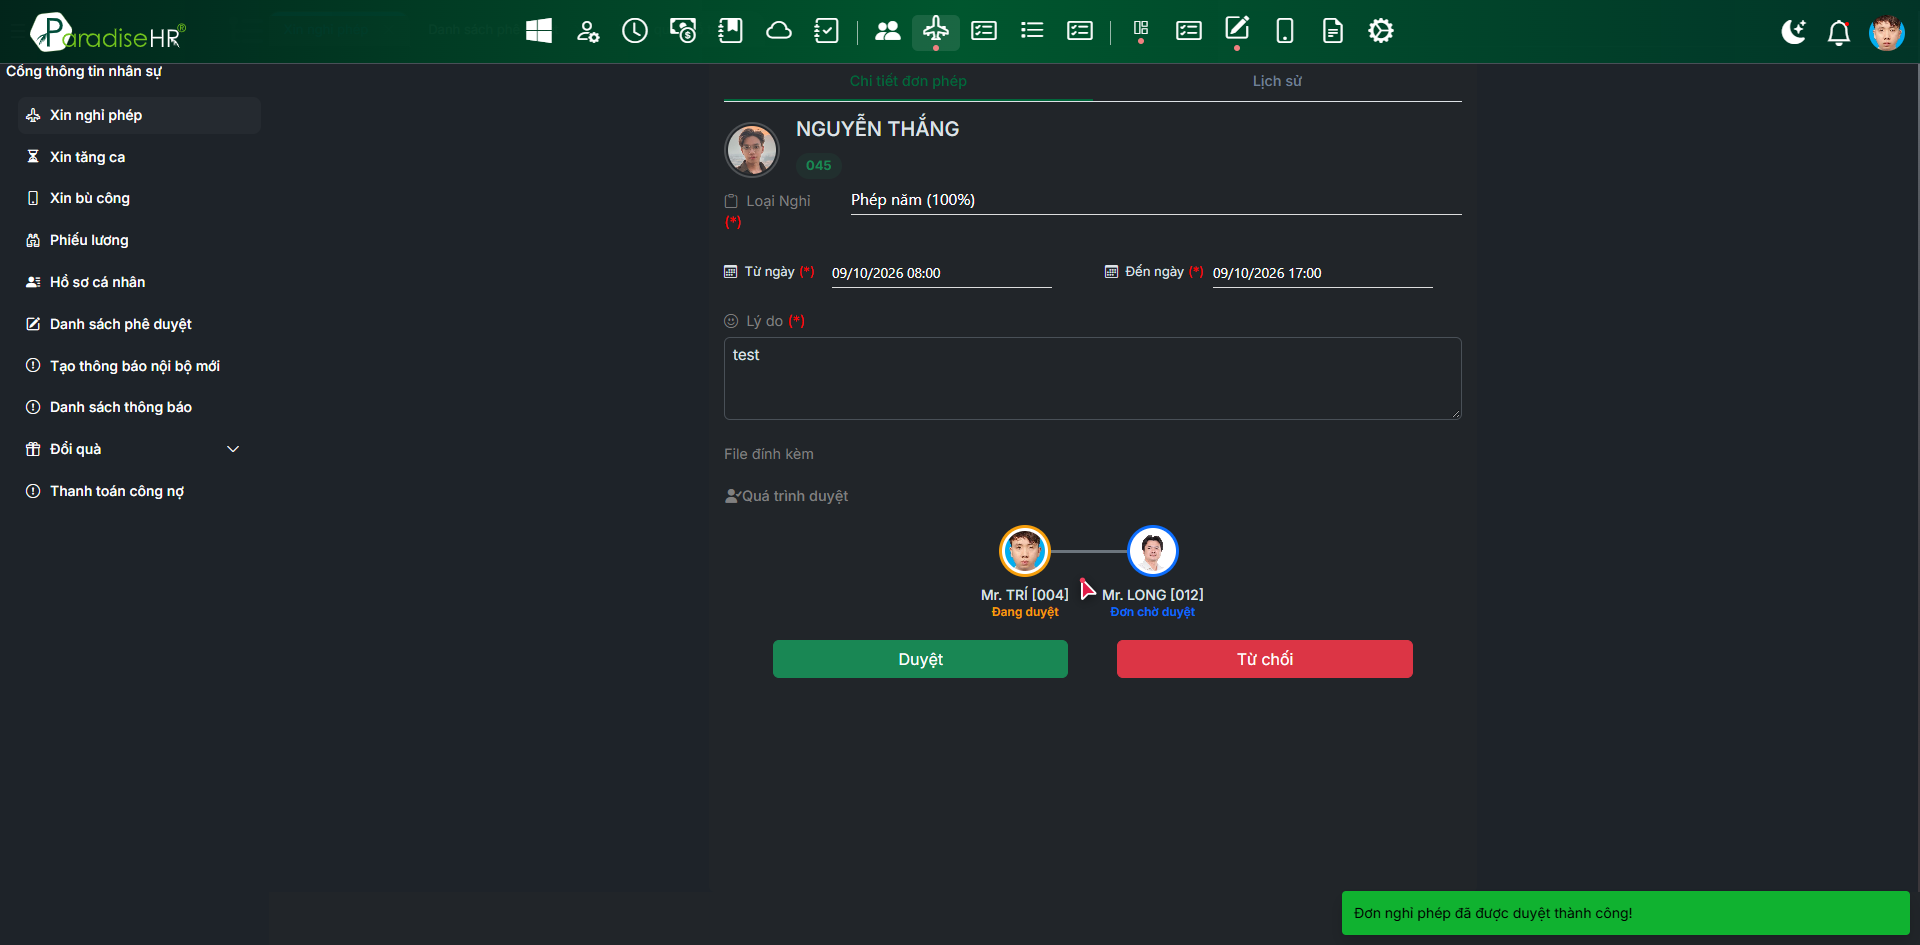 ParadiseHR®
Cổng thông tin nhân sự
Xin nghỉ phép
Xin tăng ca
Xin bù công
Phiếu lương
Hồ sơ cá nhân
Danh sách phê duyệt
Tạo thông báo nội bộ mới
Danh sách thông báo
Đổi quà
Thanh toán công nợ
Chi tiết đơn phép
Lịch sử
NGUYỄN THẮNG
045
Loại Nghỉ (*)
Phép năm (100%)
Từ ngày (*) 09/10/2026 08:00
Đến ngày (*) 09/10/2026 17:00
Lý do (*)
test
File đính kèm
Quá trình duyệt
Mr. TRÍ [004]
Đang duyệt
Mr. LONG [012]
Đơn chờ duyệt
Duyệt
Từ chối
Đơn nghỉ phép đã được duyệt thành công!